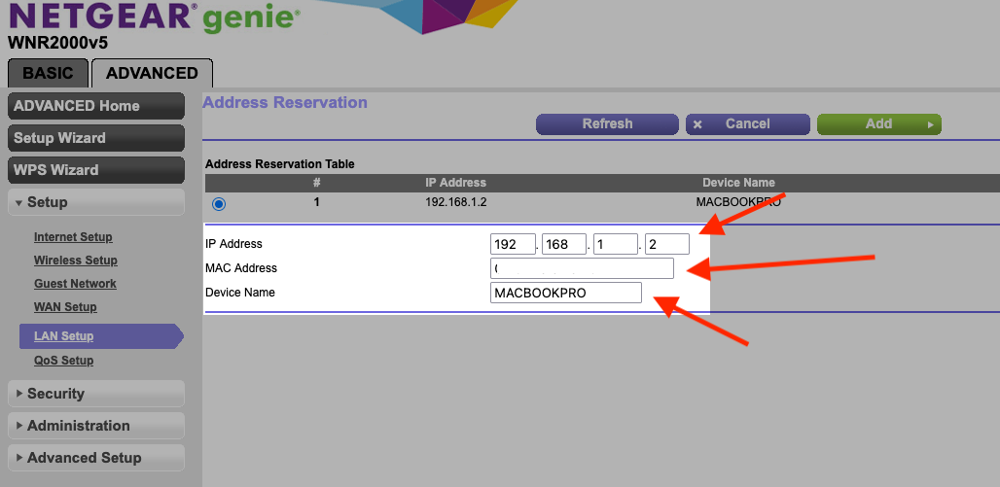 NETGEAR® genie®
WNR2000v5
BASIC ADVANCED
ADVANCED Home
Setup Wizard
WPS Wizard
Setup
Internet Setup
Wireless Setup
Guest Network
WAN Setup
LAN Setup
QoS Setup
Security
Administration
Advanced Setup
Address Reservation
Refresh × Cancel Add
Address Reservation Table
# IP Address Device Name
1 192.168.1.2 MACBOOKPRO
IP Address 192 . 168 . 1 . 2
MAC Address
Device Name MACBOOKPRO